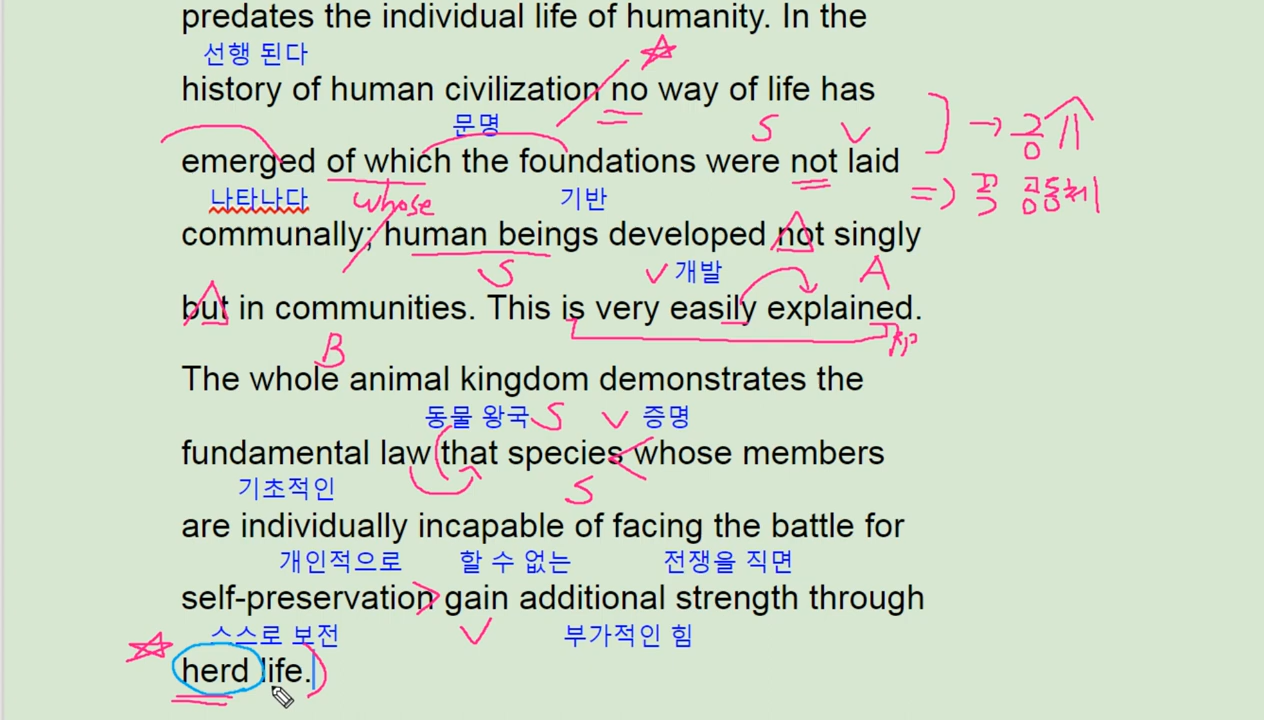 predates the individual life of humanity. In the
선행 된다
history of human civilization no way of life has
문명 S V
emerged of which the foundations were not laid
나타나다 whose 기반
=> 꼭 공동체
communally; human beings developed not singly
S V 개발 A
but in communities. This is very easily explained.
B
The whole animal kingdom demonstrates the
동물 왕국 S V 증명
fundamental law that species whose members
기초적인 S
are individually incapable of facing the battle for
개인적으로 할 수 없는 전쟁을 직면
self-preservation gain additional strength through
스스로 보전 V 부가적인 힘
herd life.